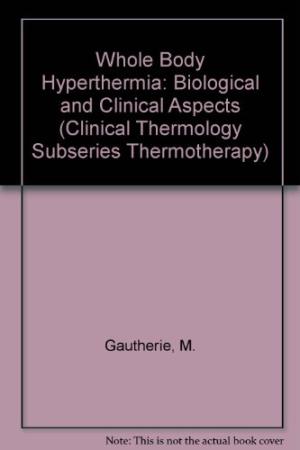 Whole Body
Hyperthermia: Biological
and Clinical Aspects
(Clinical Thermology
Subseries Thermotherapy)
Gautherie, M.
Note: This is not the actual book cover